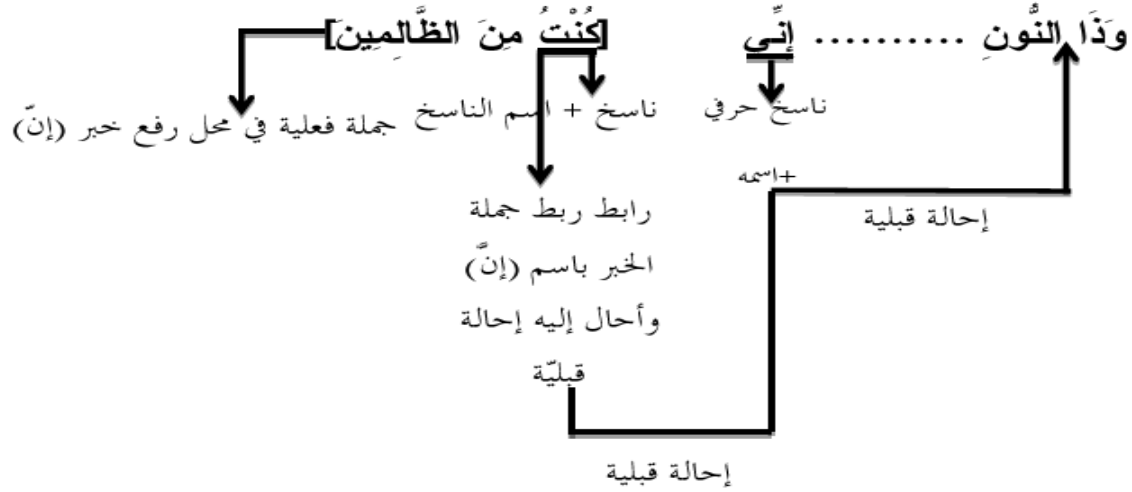 وَذَا النُّونِ .......... إِنِّي [كُنْتُ مِنَ الظَّالِمِينَ]
ناسخ حرفي
ناسخ + اسم الناسخ
جملة فعلية في محل رفع خبر (إنّ)
+اسمه
إحالة قبلية
رابط ربط جملة
الخبر باسم (إنَّ)
وأحال إليه إحالة
قبليّة
إحالة قبلية